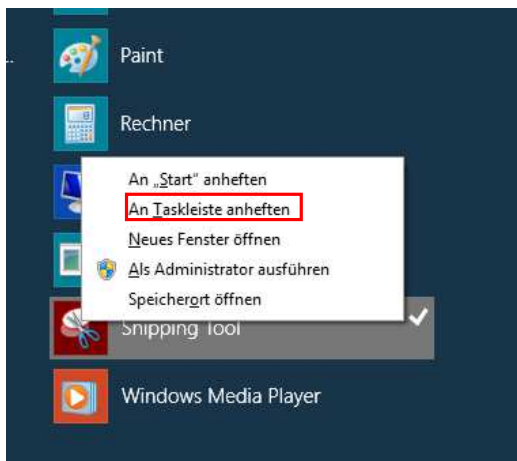 Paint
Rechner
An „Start“ anheften
An Taskleiste anheften
Neues Fenster öffnen
Als Administrator ausführen
Speicherort öffnen
Snipping Tool
Windows Media Player